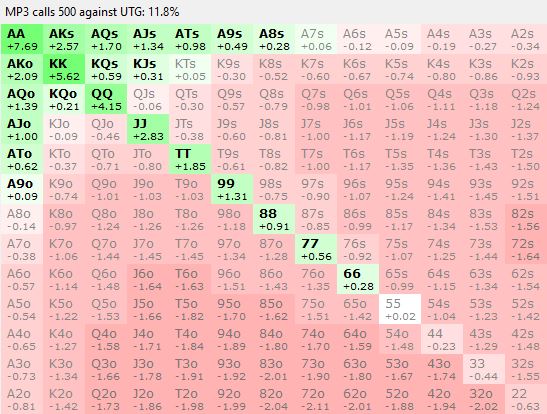 MP3 calls 500 against UTG: 11.8%
AA AKs AQs AJs ATs A9s A8s A7s A6s A5s A4s A3s A2s
+7.69 +2.57 +1.70 +1.34 +0.98 +0.49 +0.28 +0.06 -0.12 -0.09 -0.19 -0.27 -0.34
AKo KK KQs KJs KTs K9s K8s K7s K6s K5s K4s K3s K2s
+2.09 +5.62 +0.59 +0.31 +0.05 -0.30 -0.52 -0.60 -0.67 -0.74 -0.80 -0.86 -0.93
AQo KQo QQ QJs QTs Q9s Q8s Q7s Q6s Q5s Q4s Q3s Q2s
+1.39 +0.21 +4.15 -0.06 -0.30 -0.57 -0.79 -0.98 -1.01 -1.06 -1.11 -1.18 -1.24
AJo KJo QJo JJ JTs J9s J8s J7s J6s J5s J4s J3s J2s
+1.00 -0.09 -0.46 +2.83 -0.38 -0.60 -0.81 -1.00 -1.17 -1.19 -1.24 -1.30 -1.37
ATo KTo QTo JTo TT T9s T8s T7s T6s T5s T4s T3s T2s
+0.62 -0.37 -0.71 -0.80 +1.85 -0.61 -0.82 -1.00 -1.17 -1.35 -1.36 -1.43 -1.50
A9o K9o Q9o J9o T9o 99 98s 97s 96s 95s 94s 93s 92s
+0.09 -0.74 -1.01 -1.03 -1.03 +1.31 -0.75 -0.90 -1.07 -1.24 -1.41 -1.45 -1.51
A8o K8o Q8o J8o T8o 98o 88 87s 86s 85s 84s 83s 82s
-0.14 -0.97 -1.24 -1.26 -1.26 -1.18 +0.91 -0.85 -0.99 -1.17 -1.34 -1.53 -1.56
A7o K7o Q7o J7o T7o 97o 87o 77 76s 75s 74s 73s 72s
-0.38 -1.06 -1.44 -1.45 -1.45 -1.34 -1.28 +0.56 -0.92 -1.07 -1.25 -1.44 -1.64
A6o K6o Q6o J6o T6o 96o 86o 76o 66 65s 64s 63s 62s
-0.57 -1.14 -1.48 -1.64 -1.63 -1.51 -1.43 -1.35 +0.28 -0.99 -1.15 -1.34 -1.54
A5o K5o Q5o J5o T5o 95o 85o 75o 65o 55 54s 53s 52s
-0.54 -1.22 -1.53 -1.66 -1.82 -1.70 -1.62 -1.51 -1.42 +0.02 -1.04 -1.23 -1.42
A4o K4o Q4o J4o T4o 94o 84o 74o 64o 54o 44 43s 42s
-0.65 -1.27 -1.58 -1.71 -1.84 -1.89 -1.80 -1.70 -1.59 -1.48 -0.23 -1.30 -1.48
A3o K3o Q3o J3o T3o 93o 83o 73o 63o 53o 43o 33 32s
-0.73 -1.34 -1.66 -1.78 -1.91 -1.92 -2.01 -1.90 -1.80 -1.67 -1.74 -0.44 -1.55
A2o K2o Q2o J2o T2o 92o 82o 72o 62o 52o 42o 32o 22
-0.81 -1.42 -1.73 -1.86 -1.98 -1.99 -2.04 -2.11 -2.01 -1.88 -1.94 -2.02 -0.63